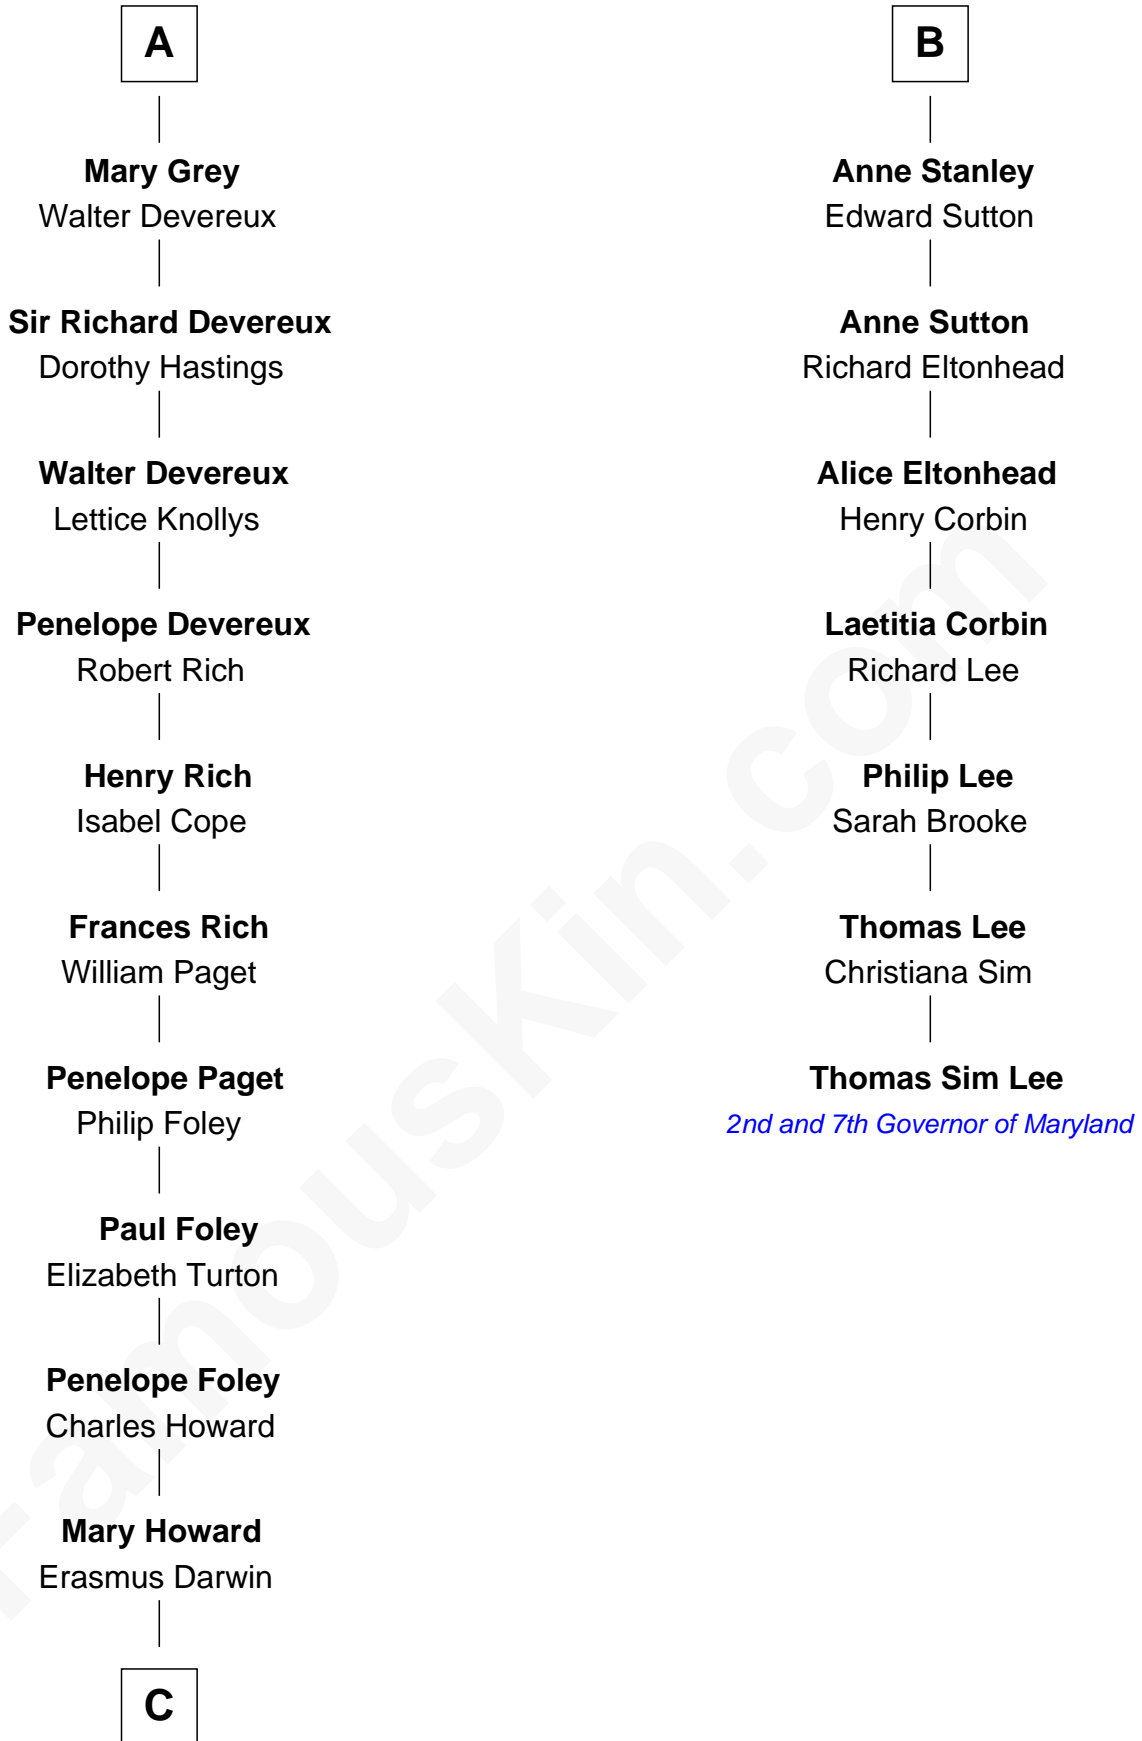 A
Mary Grey
Walter Devereux
Sir Richard Devereux
Dorothy Hastings
Walter Devereux
Lettice Knollys
Penelope Devereux
Robert Rich
Henry Rich
Isabel Cope
Frances Rich
William Paget
Penelope Paget
Philip Foley
Paul Foley
Elizabeth Turton
Penelope Foley
Charles Howard
Mary Howard
Erasmus Darwin
C
B
Anne Stanley
Edward Sutton
Anne Sutton
Richard Eltonhead
Alice Eltonhead
Henry Corbin
Laetitia Corbin
Richard Lee
Philip Lee
Sarah Brooke
Thomas Lee
Christiana Sim
Thomas Sim Lee
2nd and 7th Governor of Maryland
FamousKin.com